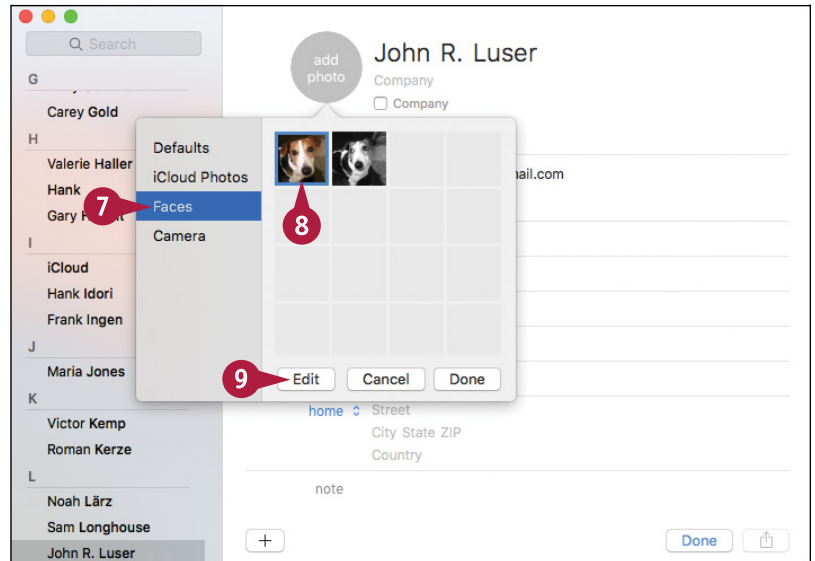 Search
G
Carey Gold
H
Valerie Haller
Hank
Gary
I
iCloud
Hank Idori
Frank Ingen
J
Maria Jones
K
Victor Kemp
Roman Kerze
L
Noah Lärz
Sam Longhouse
John R. Luser
add
photo
John R. Luser
Company
Company
ail.com
Defaults
iCloud Photos
7
Faces
Camera
8
9
Edit Cancel Done
home Street
City State ZIP
Country
note
+
Done